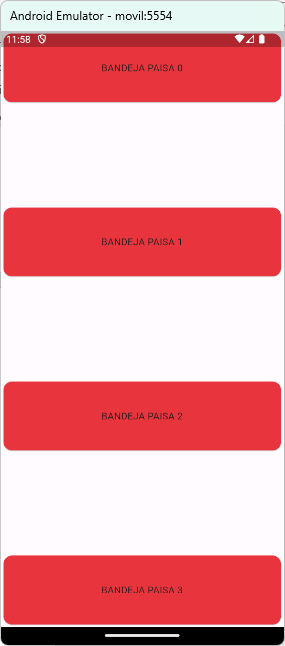 Android Emulator - movil:5554
11:58
BANDEJA PAISA 0
BANDEJA PAISA 1
BANDEJA PAISA 2
BANDEJA PAISA 3